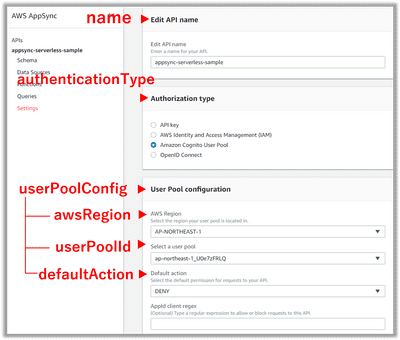 AWS AppSync
name
Edit API name
APIs
appsync-serverless-sample
Schema
Data Sources
Functions
Queries
Settings
Edit API name
Enter a name for your API.
appsync-serverless-sample
authenticationType
Authorization type
API key
AWS Identity and Access Management (IAM)
Amazon Cognito User Pool
OpenID Connect
userPoolConfig
User Pool configuration
awsRegion
AWS Region
Select the region your user pool is located in.
AP-NORTHEAST-1
userPoolId
Select a user pool
ap-northeast-1_U0e7zFRLQ
defaultAction
Default action
Select the default permission for requests to your API.
DENY
AppId client regex
(Optional) Type a regular expression to allow or block requests to this API.